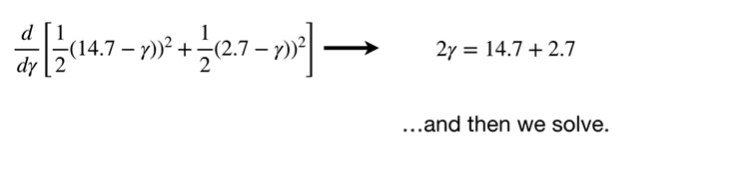 d/dγ [1/2(14.7 − γ))² + 1/2(2.7 − γ))²] ⟶ 2γ = 14.7 + 2.7
...and then we solve.